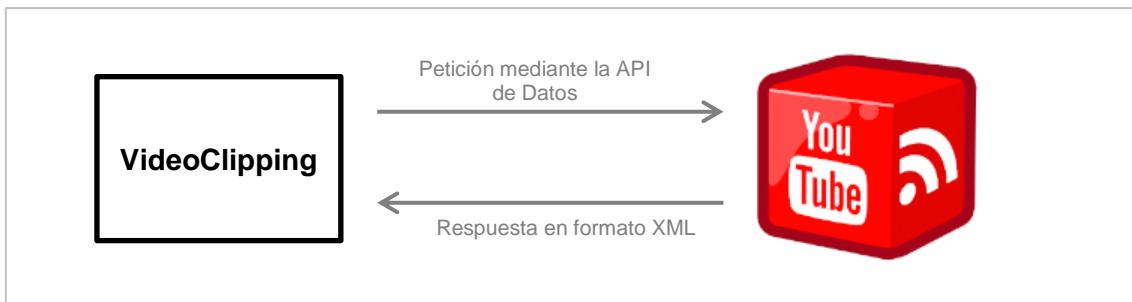 Petición mediante la API
de Datos
VideoClipping
You
Tube
Respuesta en formato XML